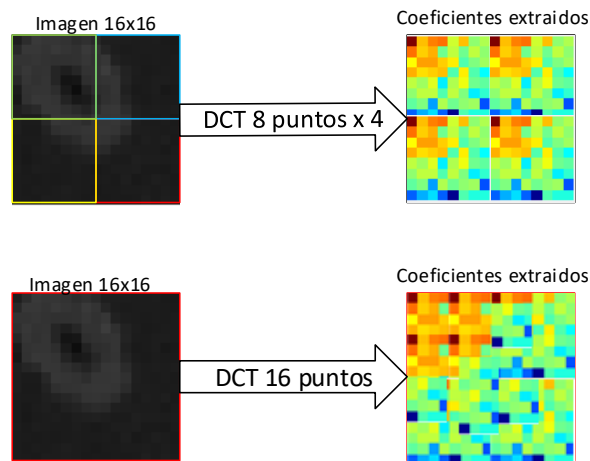 Imagen 16x16
Coeficientes extraidos
DCT 8 puntos x 4
Imagen 16x16
Coeficientes extraidos
DCT 16 puntos